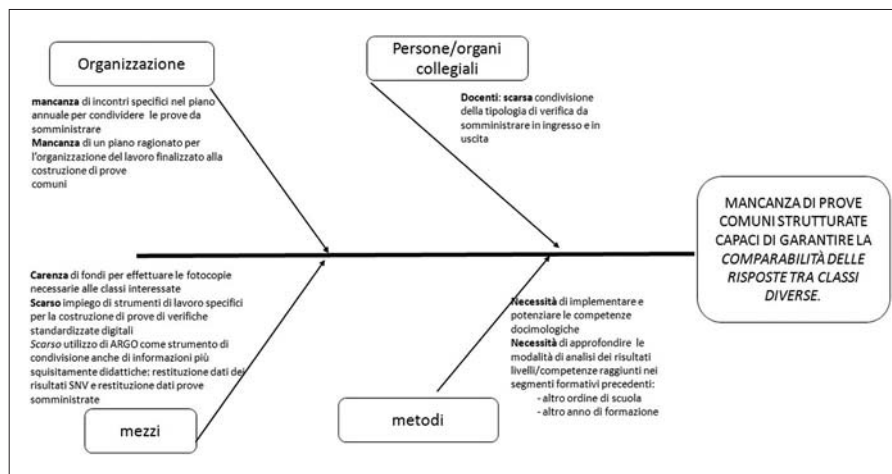 Organizzazione
mancanza di incontri specifici nel piano
annuale per condividere le prove da
somministrare
Mancanza di un piano ragionato per
l'organizzazione del lavoro finalizzato alla
costruzione di prove
comuni
Persone/organi
collegiali
Docenti: scarsa condivisione
della tipologia di verifica da
somministrare in ingresso e in
uscita
MANCANZA DI PROVE
COMUNI STRUTTURATE
CAPACI DI GARANTIRE LA
COMPARABILITÀ DELLE
RISPOSTE TRA CLASSI
DIVERSE.
Carenza di fondi per effettuare le fotocopie
necessarie alle classi interessate
Scarso impiego di strumenti di lavoro specifici
per la costruzione di prove di verifiche
standardizzate digitali
Scarso utilizzo di ARGO come strumento di
condivisione anche di informazioni più
squisitamente didattiche: restituzione dati dei
risultati SNV e restituzione dati prove
somministrate
mezzi
Necessità di implementare e
potenziare le competenze
docimologiche
Necessità di approfondire le
modalità di analisi dei risultati
livelli/competenze raggiunti nei
segmenti formativi precedenti:
- altro ordine di scuola
- altro anno di formazione
metodi